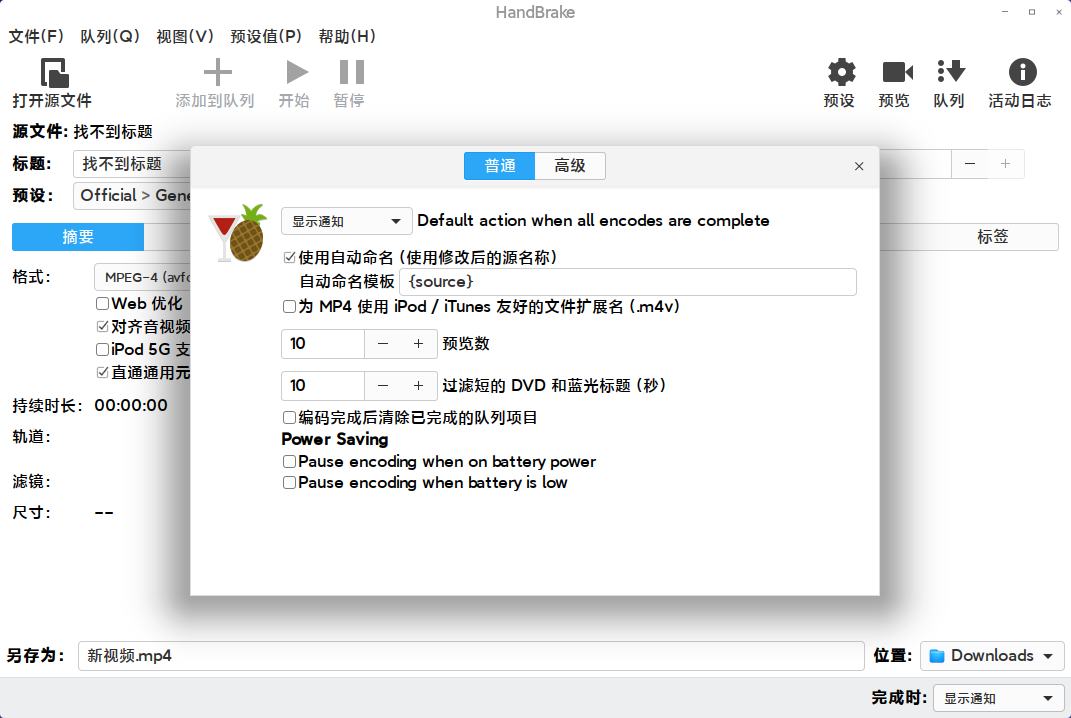 HandBrake
文件(F) 队列(Q) 视图(V) 预设值(P) 帮助(H)
打开源文件 添加到队列 开始 暂停 预设 预览 队列 活动日志
源文件: 找不到标题
标题: 找不到标题
预设: Official > Gene
摘要 标签
普通 高级
显示通知 Default action when all encodes are complete
使用自动命名 (使用修改后的源名称)
自动命名模板 {source}
为 MP4 使用 iPod / iTunes 友好的文件扩展名 (.m4v)
10 预览数
10 过滤短的 DVD 和蓝光标题 (秒)
编码完成后清除已完成的队列项目
Power Saving
Pause encoding when on battery power
Pause encoding when battery is low
格式: MPEG-4 (avfo
Web 优化
对齐音视频
iPod 5G 支
直通通用元
持续时长: 00:00:00
轨道:
滤镜:
尺寸: --
另存为: 新视频.mp4 位置: Downloads
完成时: 显示通知